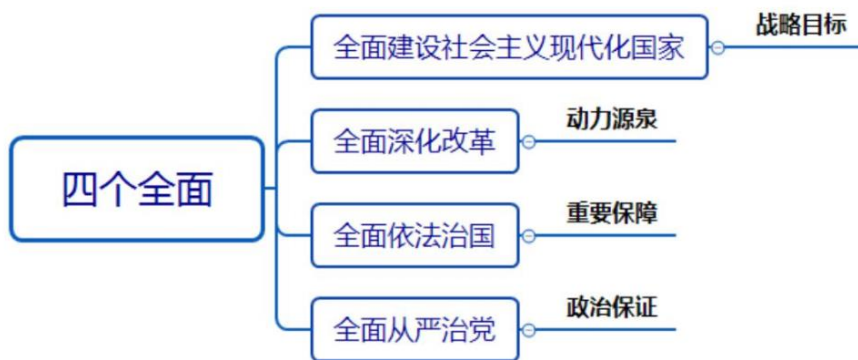 四个全面
全面建设社会主义现代化国家
战略目标
全面深化改革
动力源泉
全面依法治国
重要保障
全面从严治党
政治保证